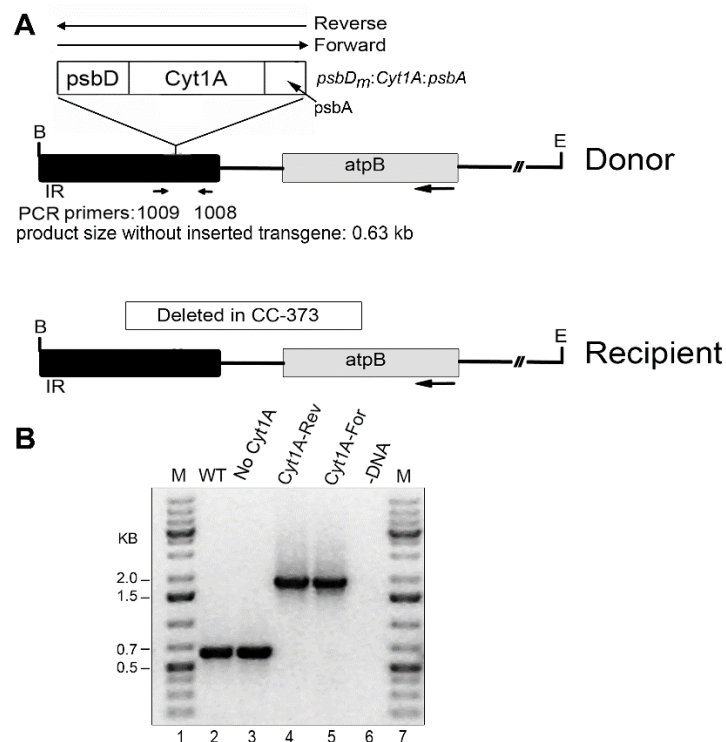 A
Reverse
Forward
psbD Cyt1A psbDm:Cyt1A:psbA
psbA
B E
atpB Donor
IR
PCR primers: 1009 1008
product size without inserted transgene: 0.63 kb
Deleted in CC-373
B E
atpB Recipient
IR
B
M WT No Cyt1A Cyt1A-Rev Cyt1A-For -DNA M
KB
2.0
1.5
0.7
0.5
1 2 3 4 5 6 7